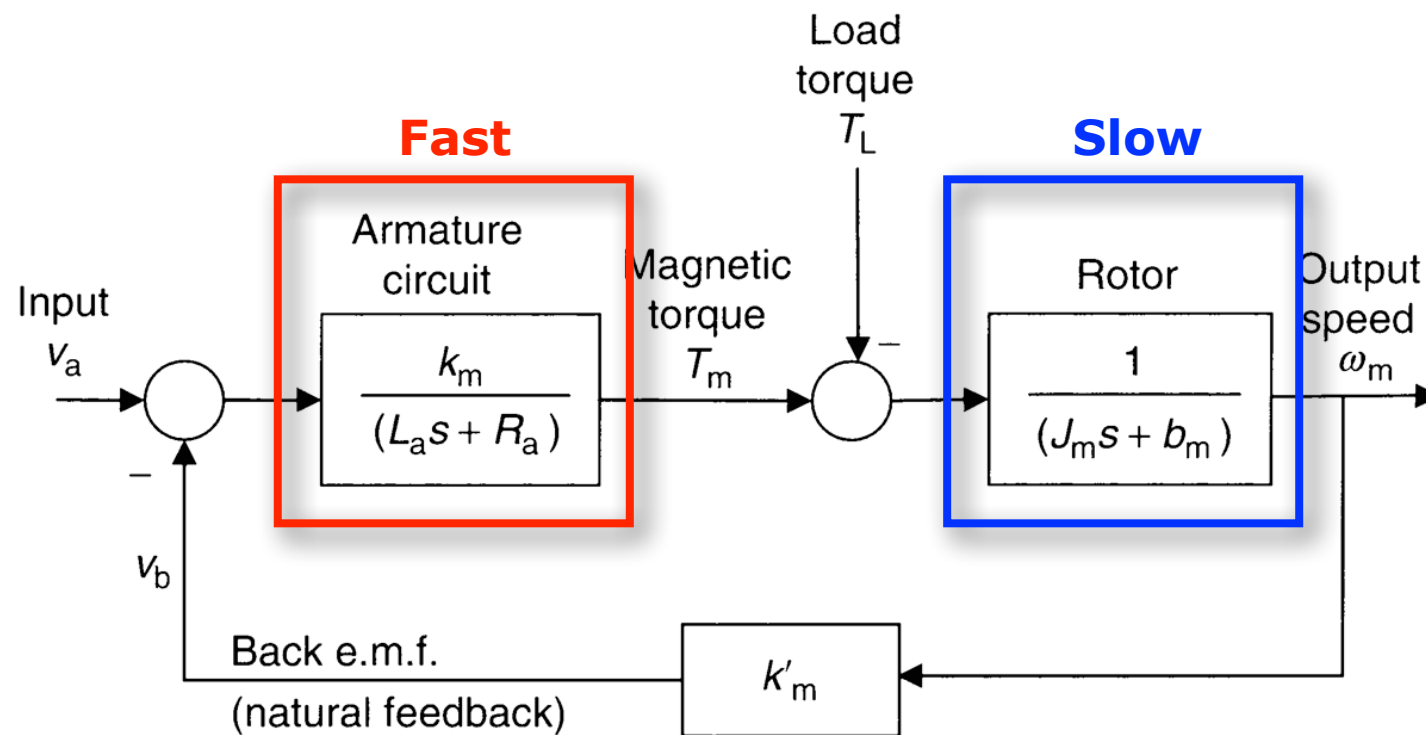 Load
torque
T_L
Fast
Slow
Armature
circuit
Magnetic
torque
T_m
Rotor
Output
speed
ω_m
Input
v_a
k_m
(L_a s + R_a)
1
(J_m s + b_m)
−
−
v_b
Back e.m.f.
(natural feedback)
k'_m